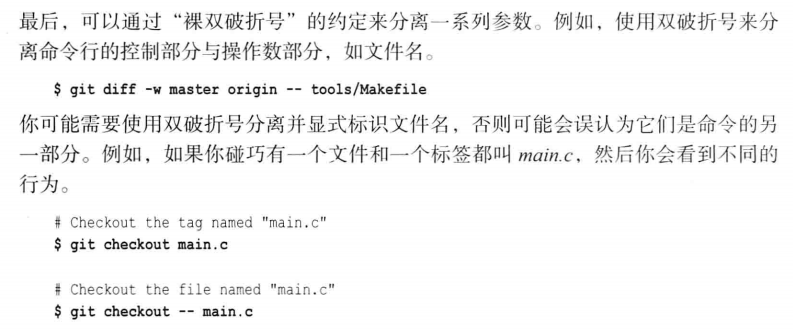 最后，可以通过“裸双破折号”的约定来分离一系列参数。例如，使用双破折号来分
离命令行的控制部分与操作数部分，如文件名。
$ git diff -w master origin -- tools/Makefile
你可能需要使用双破折号分离并显式标识文件名，否则可能会误认为它们是命令的另
一部分。例如，如果你碰巧有一个文件和一个标签都叫 main.c，然后你会看到不同的
行为。
# Checkout the tag named "main.c"
$ git checkout main.c
# Checkout the file named "main.c"
$ git checkout -- main.c